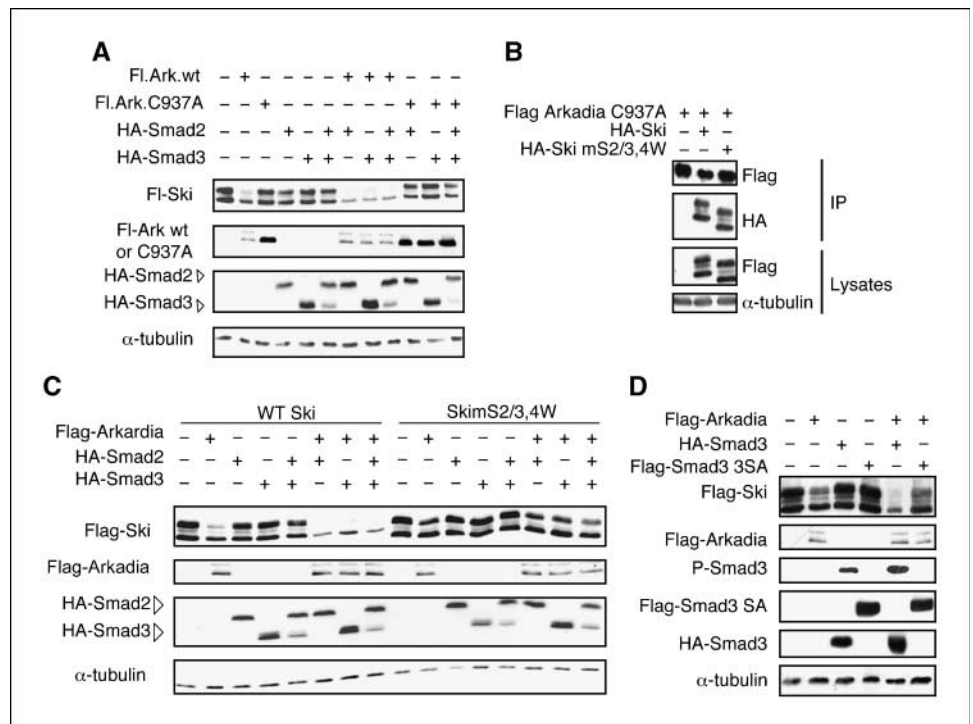 A
Fl.Ark.wt – + – – – – + + + – – –
Fl.Ark.C937A – – + – – – – – – + + +
HA-Smad2 – – – + – + + – + + – +
HA-Smad3 – – – – + + – + + – + +
Fl-Ski
Fl-Ark wt
or C937A
HA-Smad2
HA-Smad3
α-tubulin
B
Flag Arkadia C937A + + +
HA-Ski – + –
HA-Ski mS2/3,4W – – +
Flag
HA
IP
Flag
α-tubulin
Lysates
C
WT Ski SkimS2/3,4W
Flag-Arkardia – + – – – + + + – + – – – + + +
HA-Smad2 – – + – + + – + – – + – + + – +
HA-Smad3 – – – + + – + + – – – + + – + +
Flag-Ski
Flag-Arkadia
HA-Smad2
HA-Smad3
α-tubulin
D
Flag-Arkadia – + – – + +
HA-Smad3 – – + – + –
Flag-Smad3 3SA – – – + – +
Flag-Ski
Flag-Arkadia
P-Smad3
Flag-Smad3 SA
HA-Smad3
α-tubulin